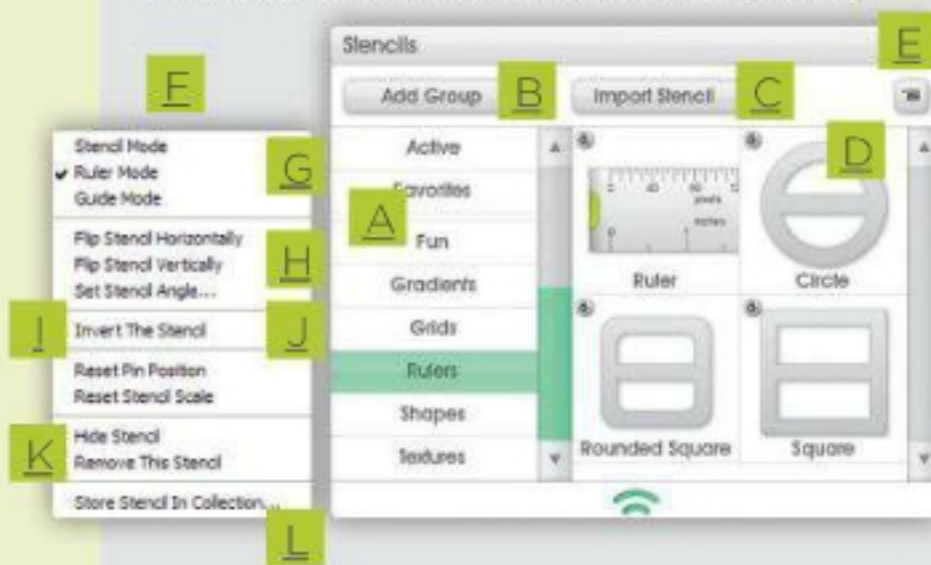 Stencils
E
F
Add Group
B
Import Stencil
C
Stencil Mode
Ruler Mode
Guide Mode
G
Flip Stencil Horizontally
Flip Stencil Vertically
Set Stencil Angle...
H
I
Invert The Stencil
J
Reset Pin Position
Reset Stencil Scale
Hide Stencil
Remove This Stencil
K
Store Stencil In Collection...
L
Active
Favorites
A
Fun
Gradients
Grids
Rulers
Shapes
Textures
D
pixels
inches
Ruler
Circle
Rounded Square
Square